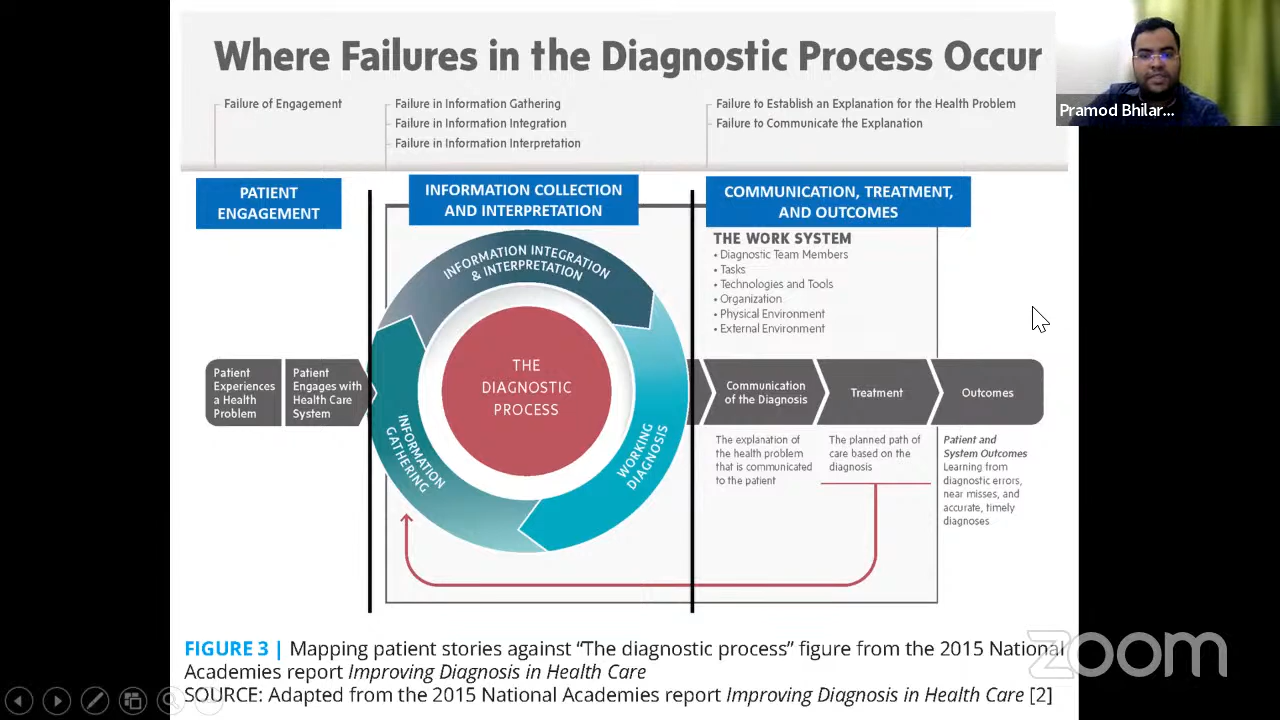 Where Failures in the Diagnostic Process Occur
Failure of Engagement
Failure in Information Gathering
Failure in Information Integration
Failure in Information Interpretation
Failure to Establish an Explanation for the Health Problem
Failure to Communicate the Explanation
Pramod Bhilar...
PATIENT
ENGAGEMENT
INFORMATION COLLECTION
AND INTERPRETATION
COMMUNICATION, TREATMENT,
AND OUTCOMES
THE WORK SYSTEM
• Diagnostic Team Members
• Tasks
• Technologies and Tools
• Organization
• Physical Environment
• External Environment
INFORMATION INTEGRATION
& INTERPRETATION
THE
DIAGNOSTIC
PROCESS
INFORMATION
GATHERING
WORKING
DIAGNOSIS
Patient
Experiences
a Health
Problem
Patient
Engages with
Health Care
System
Communication
of the Diagnosis
Treatment
Outcomes
The explanation of
the health problem
that is communicated
to the patient
The planned path of
care based on the
diagnosis
Patient and
System Outcomes
Learning from
diagnostic errors,
near misses, and
accurate, timely
diagnoses
FIGURE 3 | Mapping patient stories against “The diagnostic process” figure from the 2015 National
Academies report Improving Diagnosis in Health Care
SOURCE: Adapted from the 2015 National Academies report Improving Diagnosis in Health Care [2]
zoom